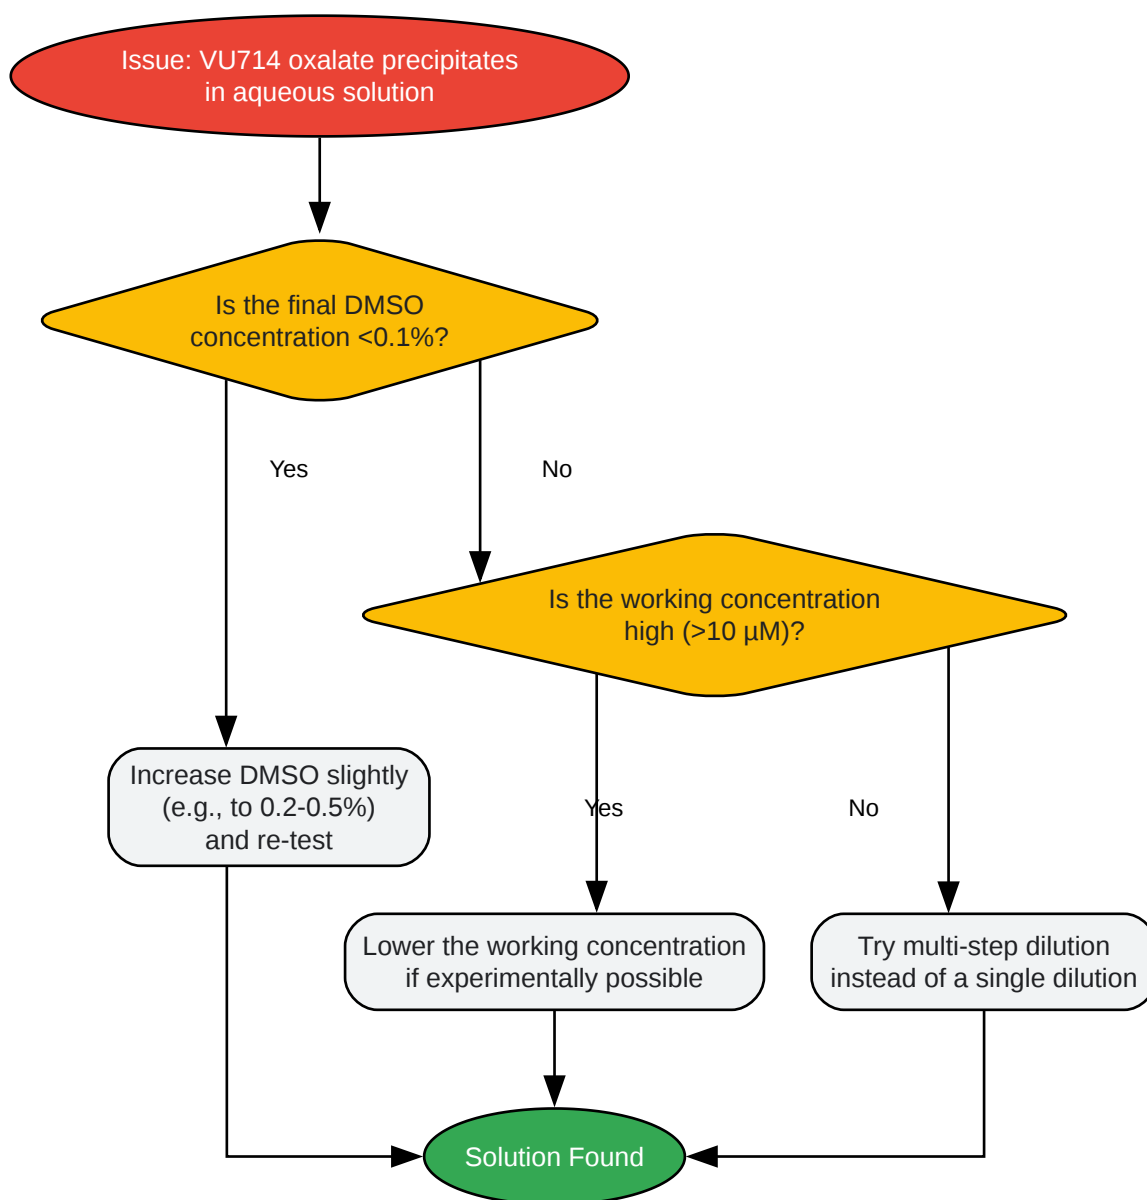 Issue: VU714 oxalate precipitates
in aqueous solution
Is the final DMSO
concentration <0.1%?
Yes
No
Is the working concentration
high (>10 µM)?
Increase DMSO slightly
(e.g., to 0.2-0.5%)
and re-test
Yes
No
Lower the working concentration
if experimentally possible
Try multi-step dilution
instead of a single dilution
Solution Found